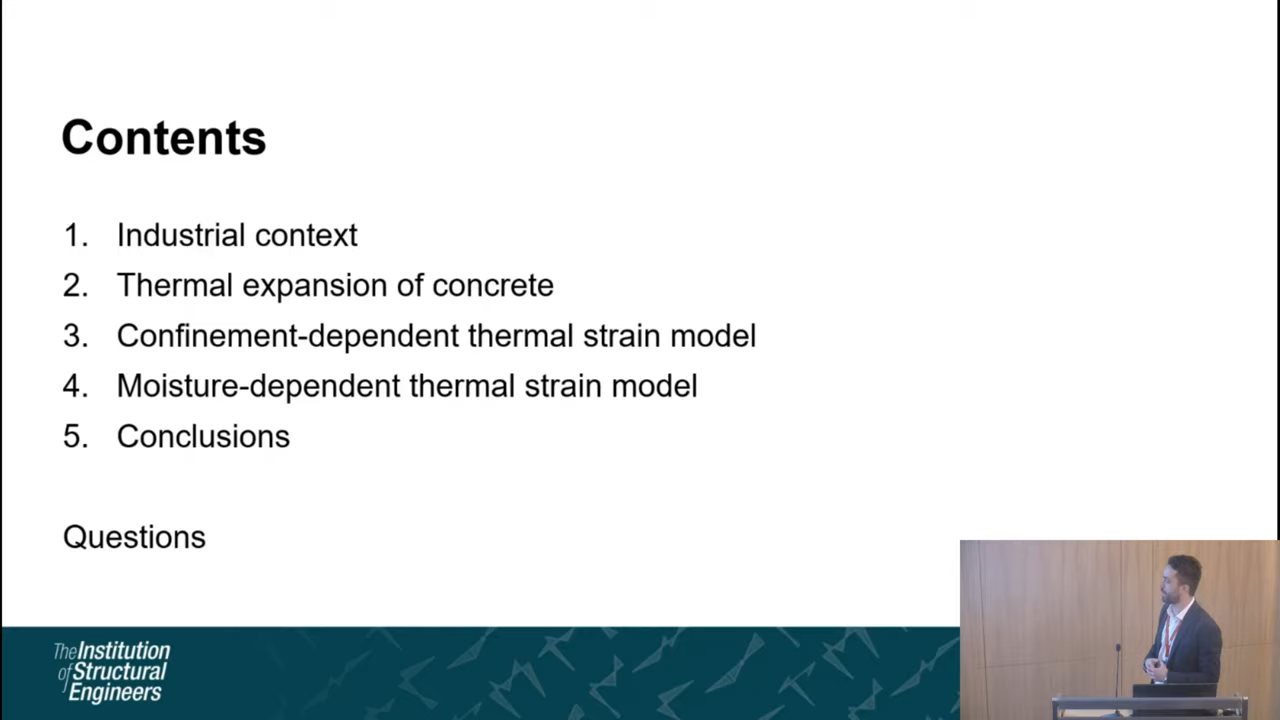 Contents
1. Industrial context
2. Thermal expansion of concrete
3. Confinement-dependent thermal strain model
4. Moisture-dependent thermal strain model
5. Conclusions
Questions
The Institution
of Structural
Engineers